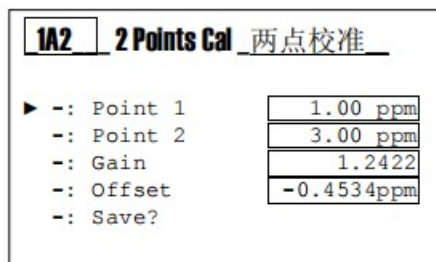 1A2 2 Points Cal 两点校准
► -: Point 1 1.00 ppm
-: Point 2 3.00 ppm
-: Gain 1.2422
-: Offset -0.4534ppm
-: Save?